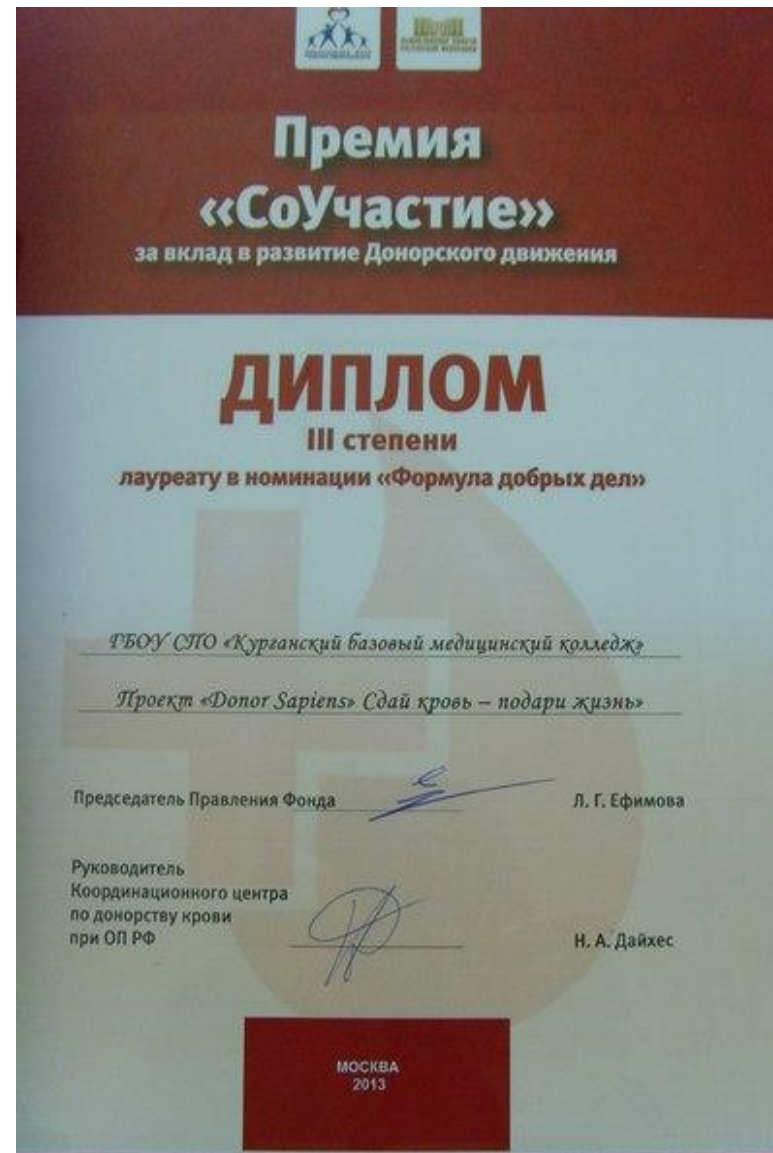 Премия
«СоУчастие»
за вклад в развитие Донорского движения
ДИПЛОМ
III степени
лауреату в номинации «Формула добрых дел»
ГБОУ СПО «Курганский базовый медицинский колледж»
Проект «Donor Sapiens» Сдай кровь – подари жизнь»
Председатель Правления Фонда
Л. Г. Ефимова
Руководитель
Координационного центра
по донорству крови
при ОП РФ
Н. А. Дайхес
МОСКВА
2013